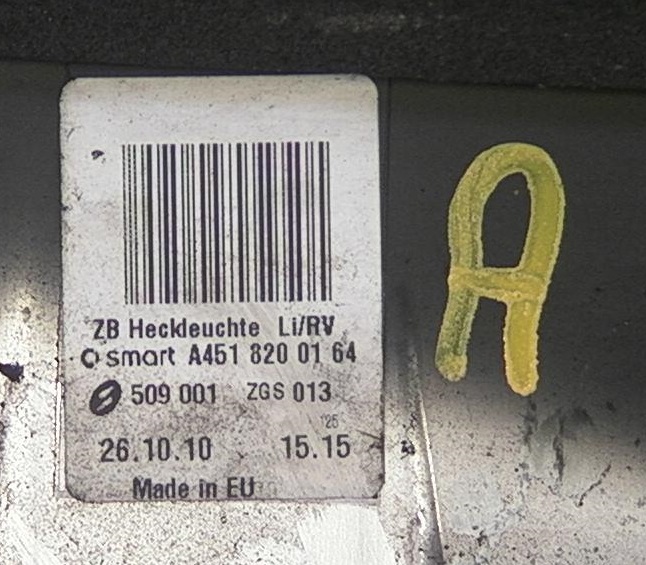 ZB Heckleuchte Li/RV
smart A451 820 01 64
509 001 ZGS 013
26.10.10 15.15
Made in EU
A